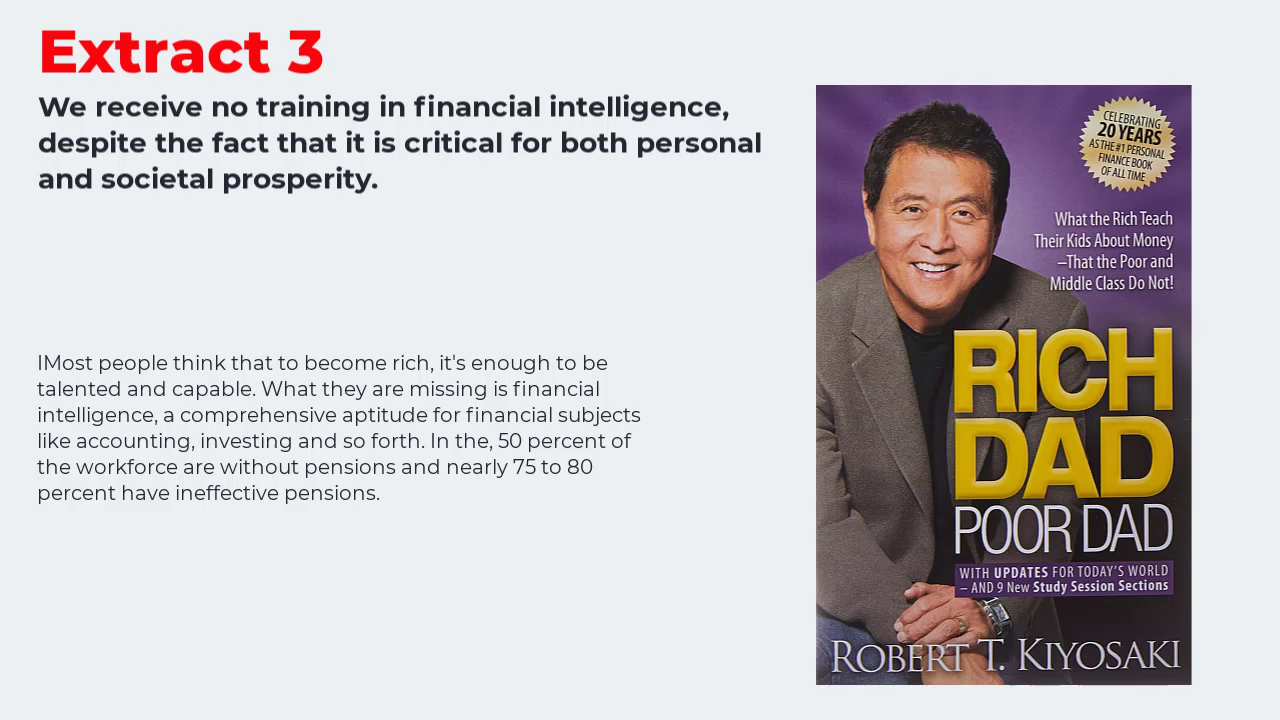 Extract 3
We receive no training in financial intelligence,
despite the fact that it is critical for both personal
and societal prosperity.
lMost people think that to become rich, it's enough to be
talented and capable. What they are missing is financial
intelligence, a comprehensive aptitude for financial subjects
like accounting, investing and so forth. In the, 50 percent of
the workforce are without pensions and nearly 75 to 80
percent have ineffective pensions.
CELEBRATING
20 YEARS
AS THE #1 PERSONAL
FINANCE BOOK
OF ALL TIME
What the Rich Teach
Their Kids About Money
–That the Poor and
Middle Class Do Not!
RICH
DAD
POOR DAD
WITH UPDATES FOR TODAY'S WORLD
– AND 9 New Study Session Sections
ROBERT T. KIYOSAKI